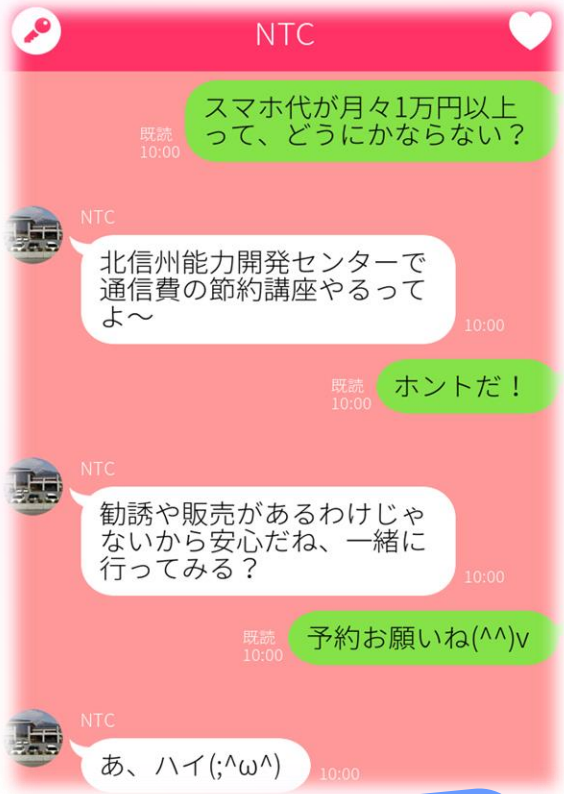 NTC
スマホ代が月々1万円以上
って、どうにかならない？
既読
10:00
NTC
北信州能力開発センターで
通信費の節約講座やるって
よ～
10:00
ホントだ！
既読
10:00
NTC
勧誘や販売があるわけじゃ
ないから安心だね、一緒に
行ってみる？
10:00
予約お願いね(^^)v
既読
10:00
NTC
あ、ハイ(;^ω^)
10:00